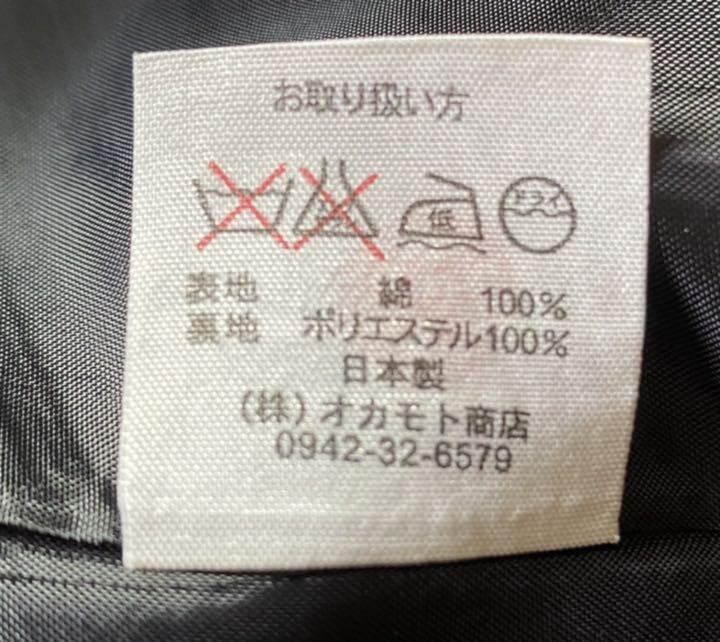 お取り扱い方
低 ドライ
表地 綿 100%
裏地 ポリエステル100%
日本製
(株)オカモト商店
0942-32-6579